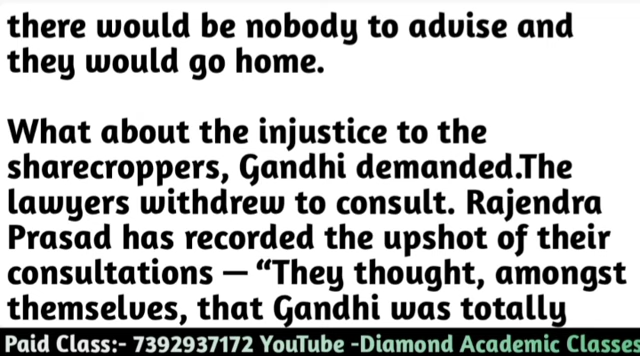 there would be nobody to advise and
they would go home.
What about the injustice to the
sharecroppers, Gandhi demanded.The
lawyers withdrew to consult. Rajendra
Prasad has recorded the upshot of their
consultations — “They thought, amongst
themselves, that Gandhi was totally
Paid Class:- 7392937172 YouTube -Diamond Academic Classes